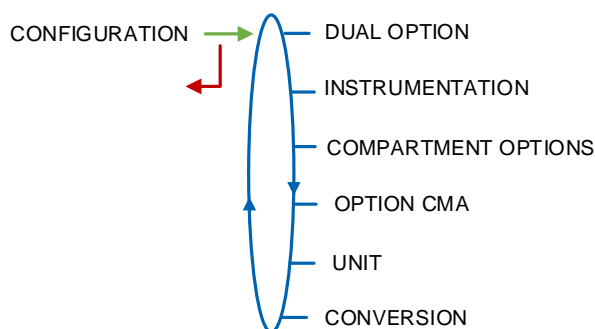 CONFIGURATION
DUAL OPTION
INSTRUMENTATION
COMPARTMENT OPTIONS
OPTION CMA
UNIT
CONVERSION